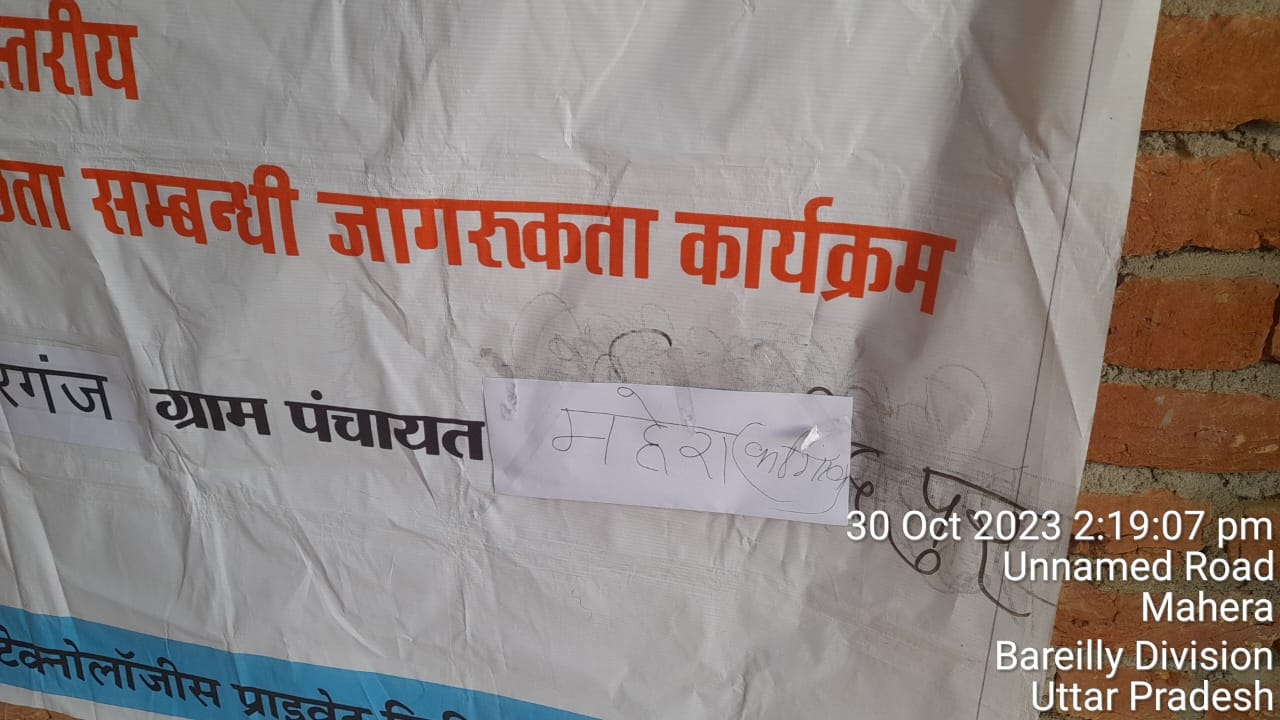 स्तरीय
ता सम्बन्धी जागरुकता कार्यक्रम
रगंज ग्राम पंचायत महेरा
टेक्नोलॉजीस प्राइवेट
30 Oct 2023 2:19:07 pm
Unnamed Road
Mahera
Bareilly Division
Uttar Pradesh